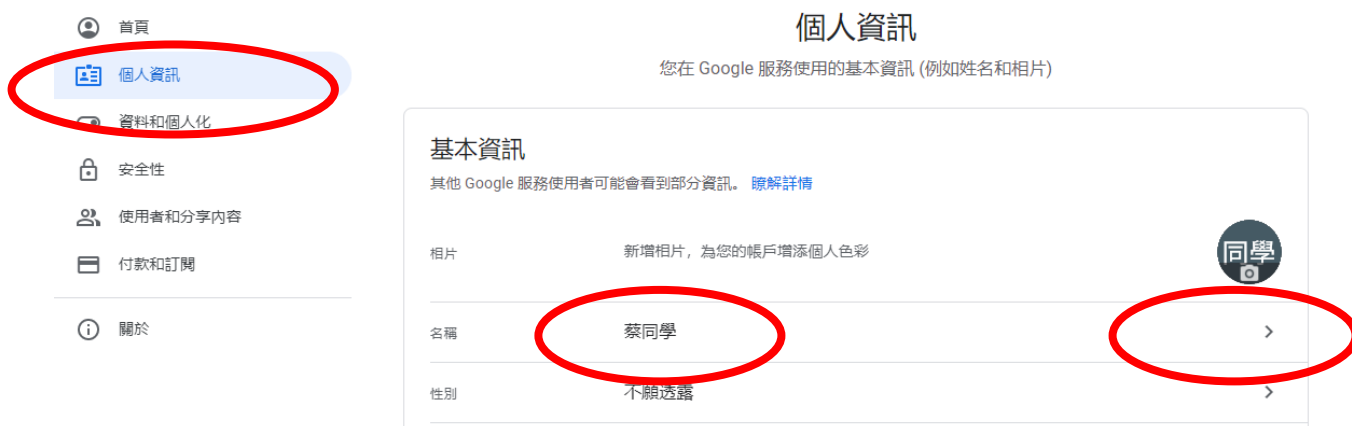 首頁
個人資訊
資料和個人化
安全性
使用者和分享內容
付款和訂閱
關於
個人資訊
您在 Google 服務使用的基本資訊 (例如姓名和相片)
基本資訊
其他 Google 服務使用者可能會看到部分資訊。 瞭解詳情
相片 新增相片，為您的帳戶增添個人色彩 同學
名稱 蔡同學
性別 不願透露